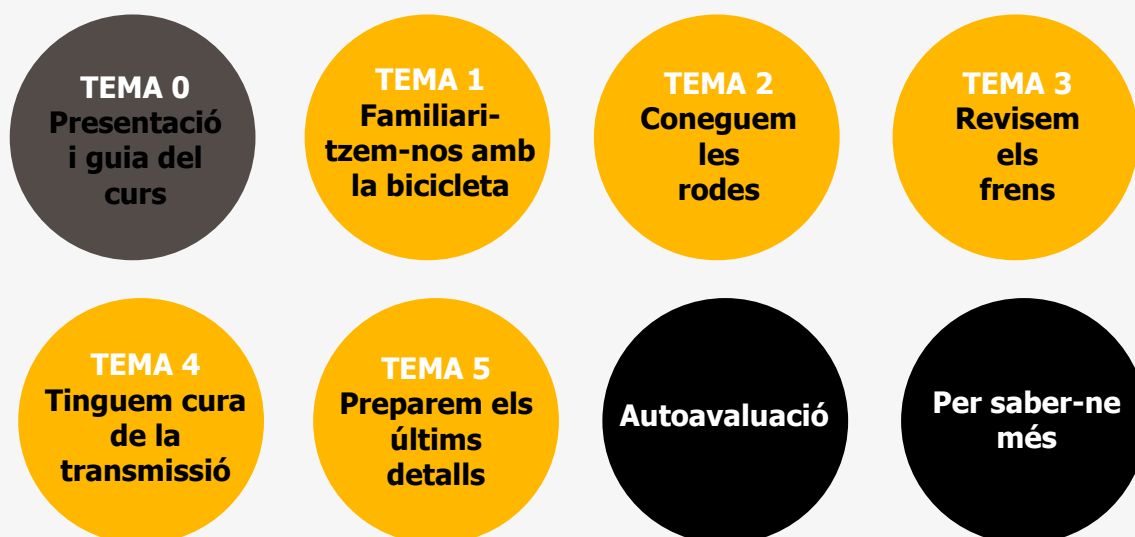 TEMA 0
Presentació
i guia del
curs
TEMA 1
Familiari-
tzem-nos amb
la bicicleta
TEMA 2
Coneguem
les
rodes
TEMA 3
Revisem
els
frens
TEMA 4
Tinguem cura
de la
transmissió
TEMA 5
Preparem els
últims
detalls
Autoavaluació
Per saber-ne
més